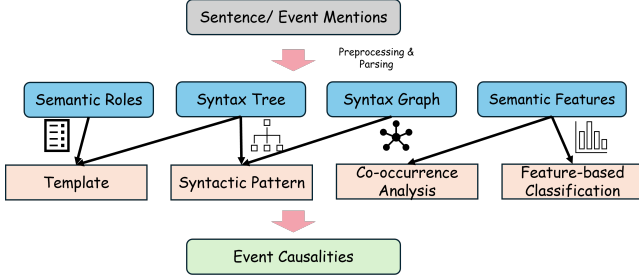 Sentence/ Event Mentions
Preprocessing &
Parsing
Semantic Roles
Syntax Tree
Syntax Graph
Semantic Features
Template
Syntactic Pattern
Co-occurrence
Analysis
Feature-based
Classification
Event Causalities